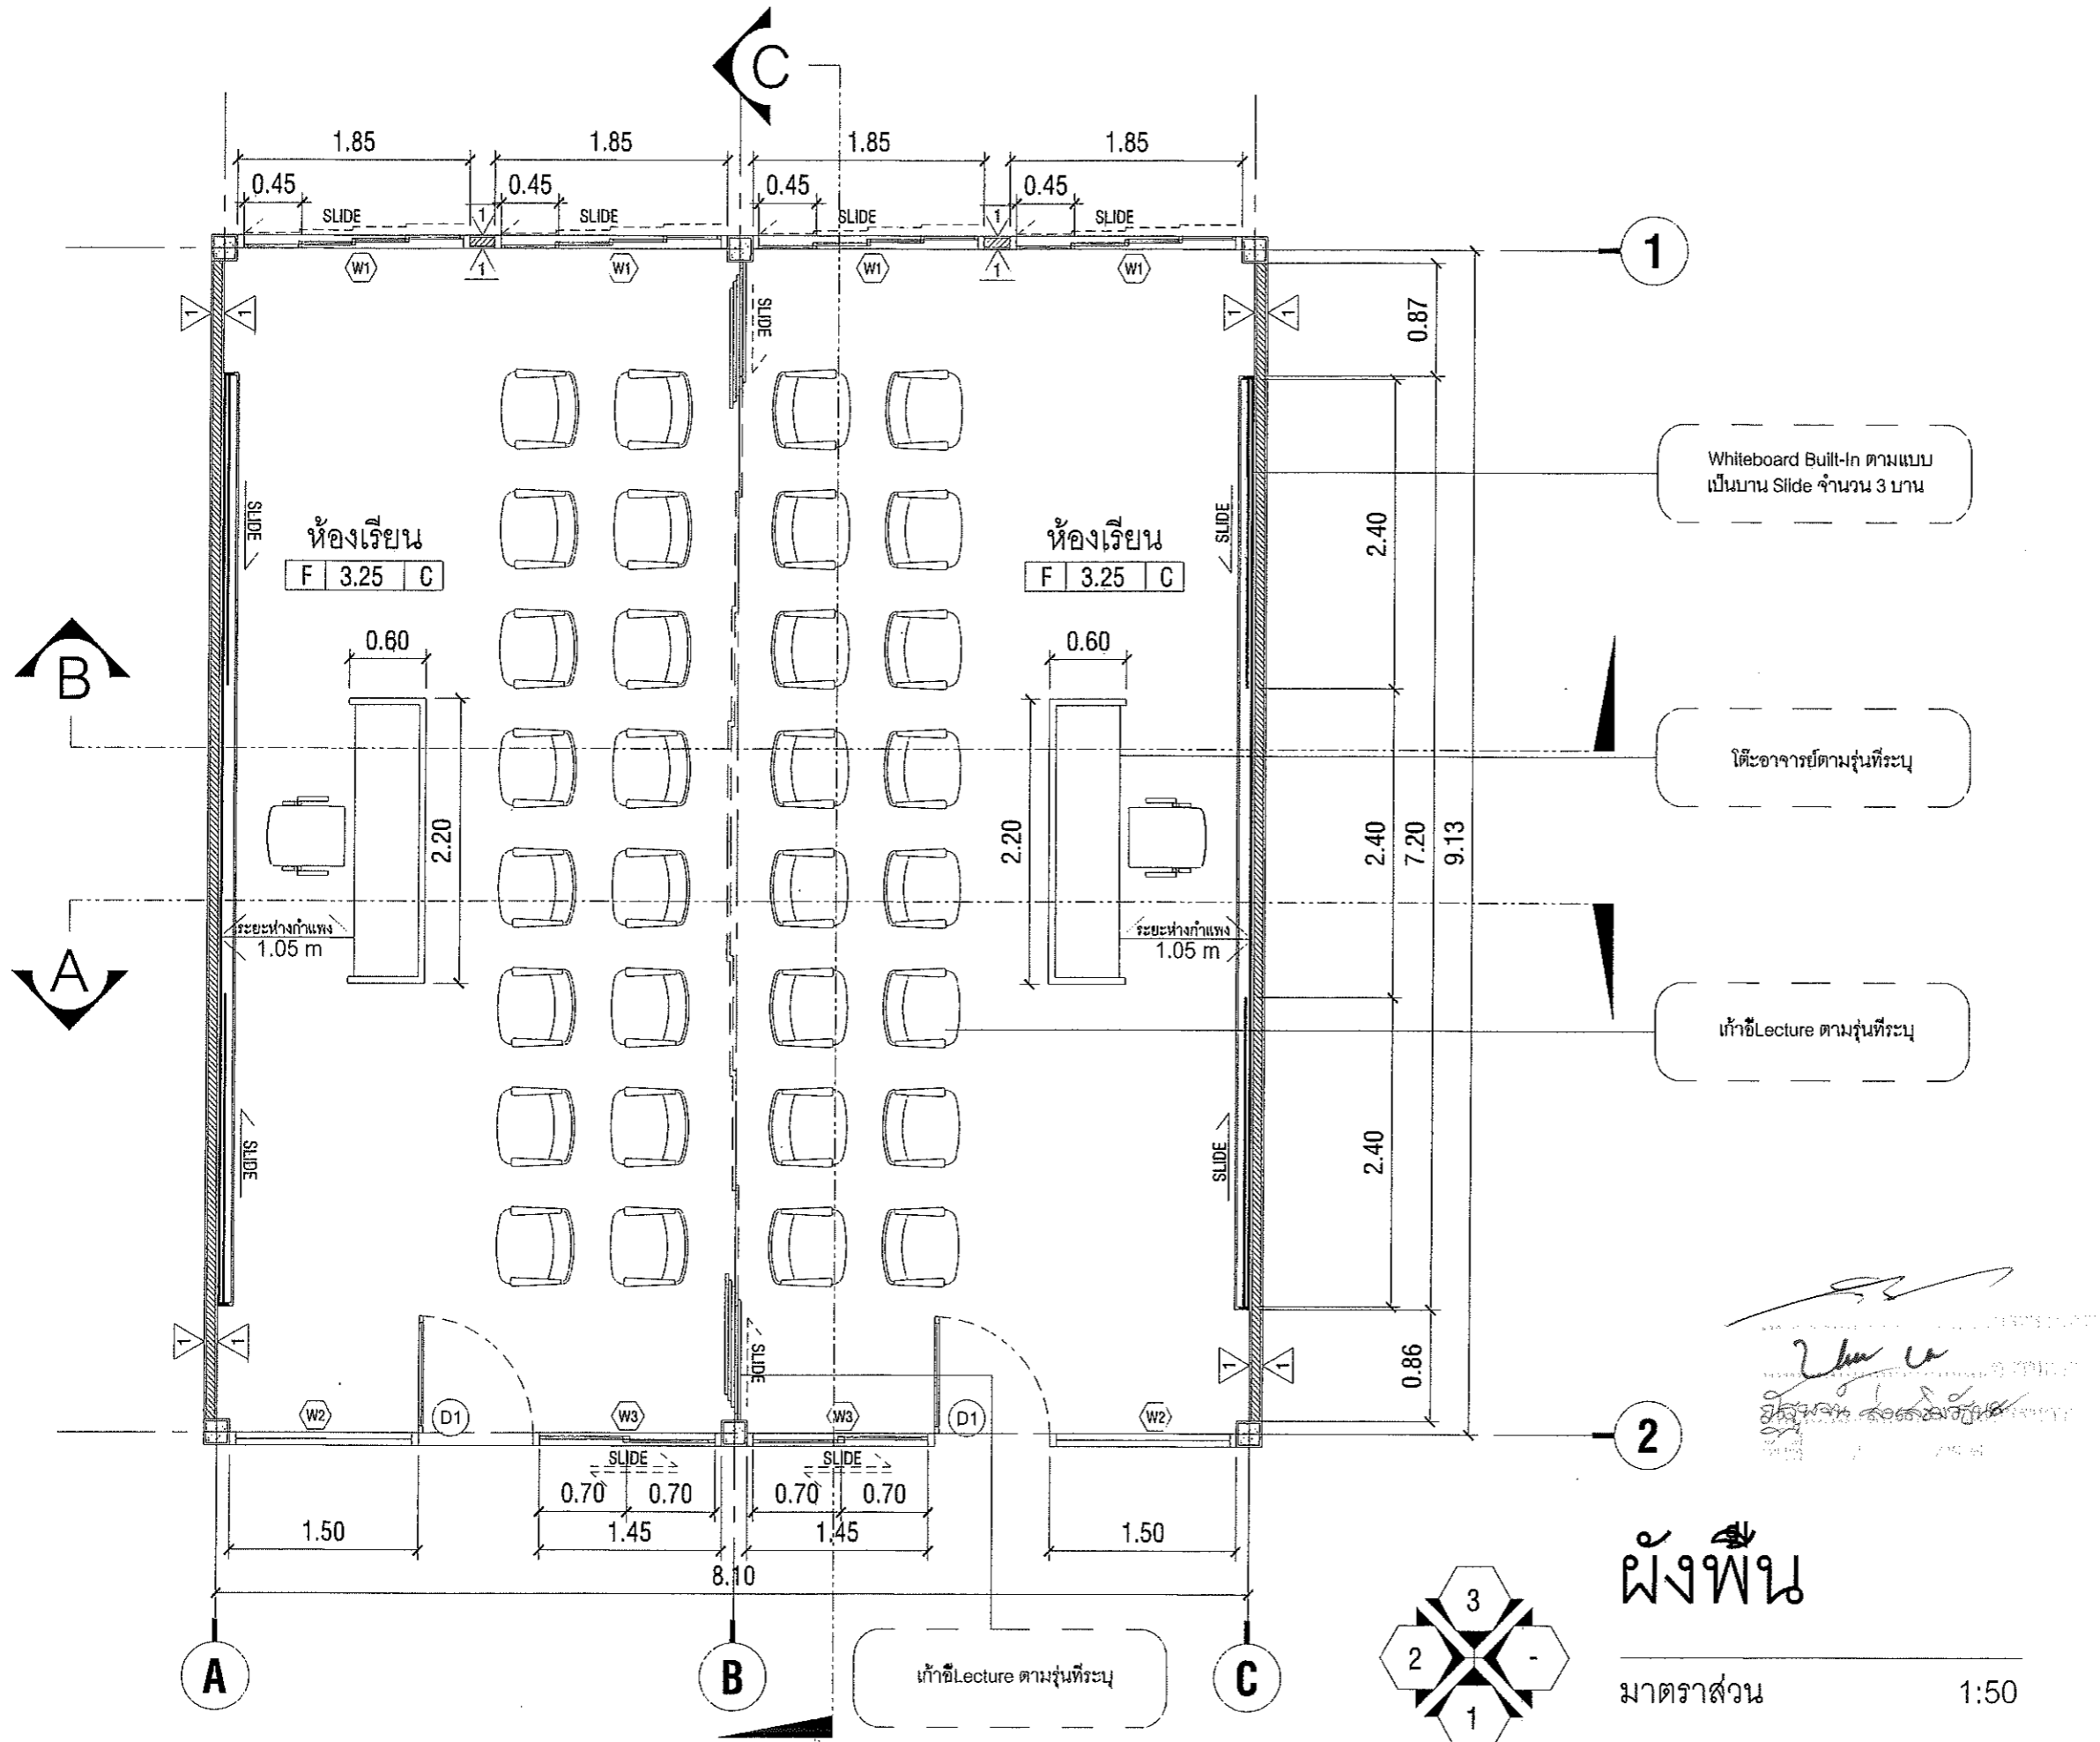 C
1.85 1.85 1.85 1.85
0.45 0.45 0.45 0.45
SLIDE SLIDE SLIDE SLIDE
1 1
1
W1 W1 W1 W1
1 1
1 1 1 1
SLIDE
0.87
Whiteboard Built-In ตามแบบ
เป็นบาน Slide จำนวน 3 บาน
SLIDE SLIDE
2.40
ห้องเรียน ห้องเรียน
F 3.25 C F 3.25 C
B
0.60 0.60
โต๊ะอาจารย์ตามรุ่นที่ระบุ
2.20 2.20
2.40 7.20 9.13
ระยะห่างกำแพง ระยะห่างกำแพง
1.05 m 1.05 m
A
เก้าอี้Lecture ตามรุ่นที่ระบุ
SLIDE SLIDE
2.40
1 1 1 1
SLIDE
0.86
W2 D1 W3 W3 D1 W2
2
SLIDE SLIDE
0.70 0.70 0.70 0.70
1.50 1.45 1.45 1.50
8.10
A B C
เก้าอี้Lecture ตามรุ่นที่ระบุ
3
2 -
1
ผังพื้น
มาตราส่วน 1:50